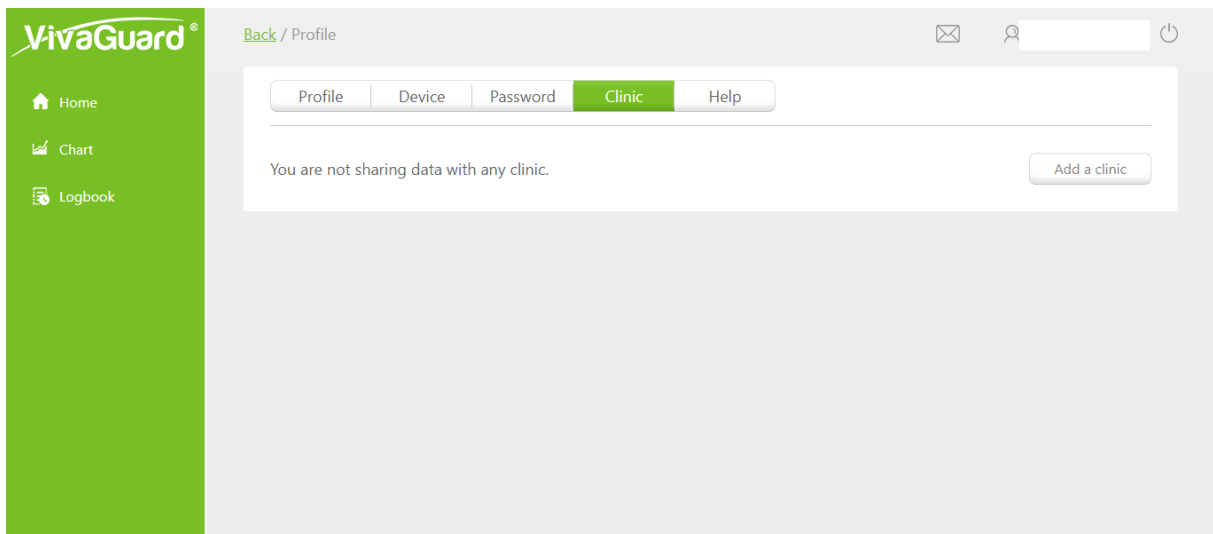 VivaGuard®
Back / Profile
Home
Chart
Logbook
Profile Device Password Clinic Help
You are not sharing data with any clinic.
Add a clinic